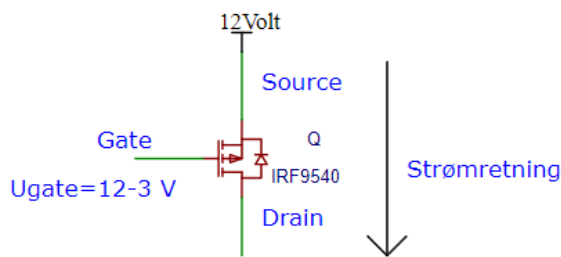 12Volt
Source
Gate
Q
IRF9540
Strømretning
Ugate=12-3 V
Drain